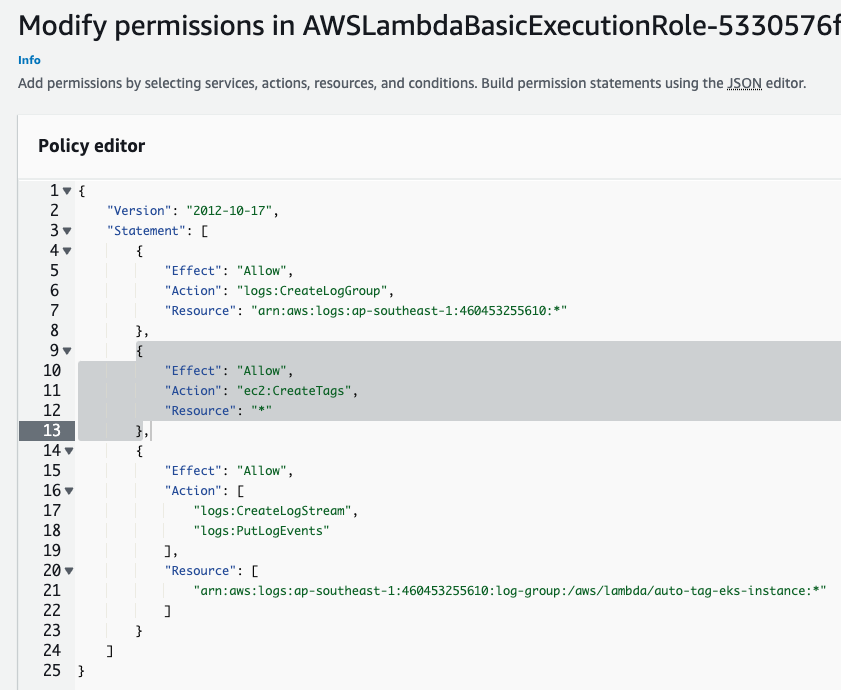 Modify permissions in AWSLambdaBasicExecutionRole-5330576f
Info
Add permissions by selecting services, actions, resources, and conditions. Build permission statements using the JSON editor.
Policy editor
1 {
2     "Version": "2012-10-17",
3     "Statement": [
4         {
5             "Effect": "Allow",
6             "Action": "logs:CreateLogGroup",
7             "Resource": "arn:aws:logs:ap-southeast-1:460453255610:*"
8         },
9         {
10             "Effect": "Allow",
11             "Action": "ec2:CreateTags",
12             "Resource": "*"
13         },
14         {
15             "Effect": "Allow",
16             "Action": [
17                 "logs:CreateLogStream",
18                 "logs:PutLogEvents"
19             ],
20             "Resource": [
21                 "arn:aws:logs:ap-southeast-1:460453255610:log-group:/aws/lambda/auto-tag-eks-instance:*"
22             ]
23         }
24     ]
25 }